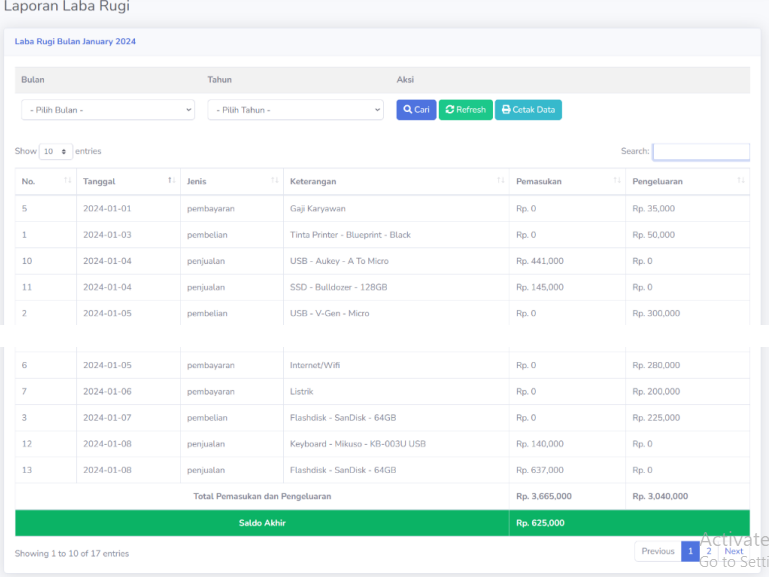 Laporan Laba Rugi
Laba Rugi Bulan January 2024
Bulan Tahun Aksi
- Pilih Bulan - - Pilih Tahun - Cari Refresh Cetak Data
Show 10 entries Search:
No. Tanggal Jenis Keterangan Pemasukan Pengeluaran
5 2024-01-01 pembayaran Gaji Karyawan Rp. 0 Rp. 35,000
1 2024-01-03 pembelian Tinta Printer - Blueprint - Black Rp. 0 Rp. 50,000
10 2024-01-04 penjualan USB - Aukey - A To Micro Rp. 441,000 Rp. 0
11 2024-01-04 penjualan SSD - Bulldozer - 128GB Rp. 145,000 Rp. 0
2 2024-01-05 pembelian USB - V-Gen - Micro Rp. 0 Rp. 300,000
6 2024-01-05 pembayaran Internet/Wifi Rp. 0 Rp. 280,000
7 2024-01-06 pembayaran Listrik Rp. 0 Rp. 200,000
3 2024-01-07 pembelian Flashdisk - SanDisk - 64GB Rp. 0 Rp. 225,000
12 2024-01-08 penjualan Keyboard - Mikuso - KB-003U USB Rp. 140,000 Rp. 0
13 2024-01-08 penjualan Flashdisk - SanDisk - 64GB Rp. 637,000 Rp. 0
Total Pemasukan dan Pengeluaran Rp. 3,665,000 Rp. 3,040,000
Saldo Akhir Rp. 625,000
Activate
Showing 1 to 10 of 17 entries Previous 1 2 Next
Go to Setti